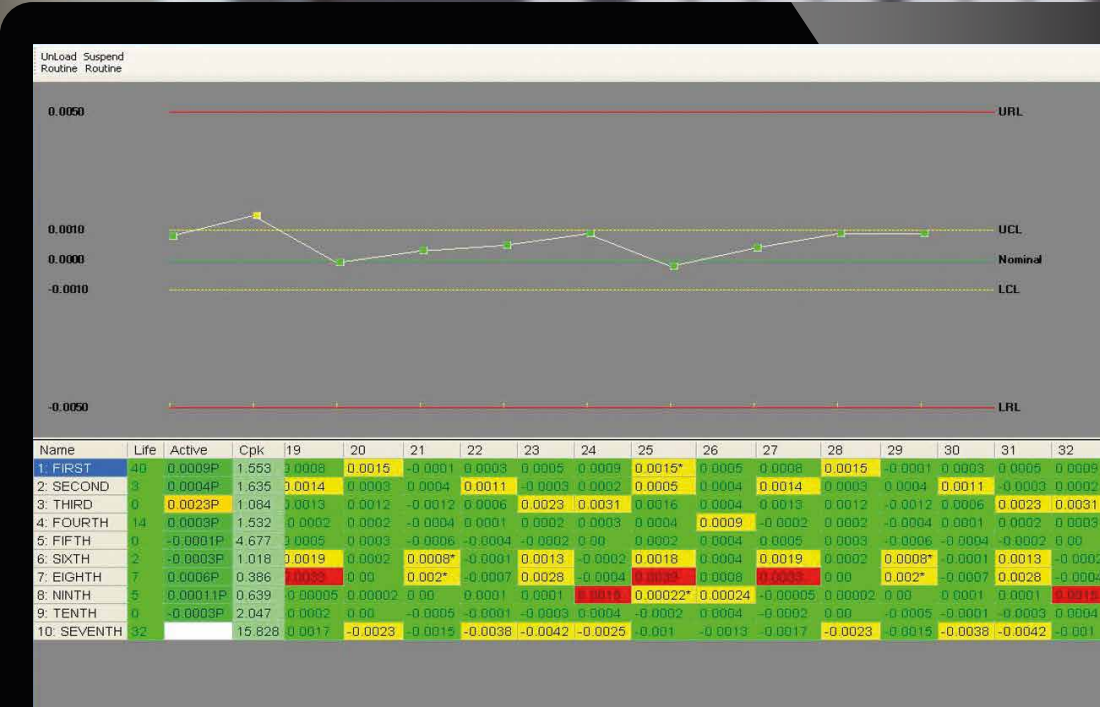 UnLoad Suspend
Routine Routine
0.0050 URL
0.0010 UCL
0.0000 Nominal
-0.0010 LCL
-0.0050 LRL
Name Life Active Cpk 19 20 21 22 23 24 25 26 27 28 29 30 31 32
1: FIRST 40 0.0009P 1.553 0.0008 0.0015 -0.0001 0.0003 0.0005 0.0009 0.0015* 0.0005 0.0008 0.0015 -0.0001 0.0003 0.0005 0.0009
2: SECOND 3 0.0004P 1.635 0.0014 0.0003 0.0004 0.0011 -0.0003 0.0002 0.0005 0.0004 0.0014 0.0003 0.0004 0.0011 -0.0003 0.0002
3: THIRD 0 0.0023P 1.084 0.0013 0.0012 -0.0012 0.0006 0.0023 0.0031 0.0016 0.0004 0.0013 0.0012 -0.0012 0.0006 0.0023 0.0031
4: FOURTH 14 0.0003P 1.532 0.0002 0.0002 -0.0004 0.0001 0.0002 0.0003 0.0004 0.0009 -0.0002 0.0002 -0.0004 0.0001 0.0002 0.0003
5: FIFTH 0 -0.0001P 4.677 0.0005 0.0003 -0.0006 -0.0004 -0.0002 0.00 0.0002 0.0004 0.0005 0.0003 -0.0006 -0.0004 -0.0002 0.00
6: SIXTH 2 -0.0003P 1.018 0.0019 0.0002 0.0008* -0.0001 0.0013 -0.0002 0.0018 0.0004 0.0019 0.0002 0.0008* -0.0001 0.0013 -0.0002
7: EIGHTH 7 0.0006P 0.386 0.00 0.002* -0.0007 0.0028 -0.0004 0.0008 0.00 0.002* -0.0007 0.0028 -0.0004
8: NINTH 5 0.00011P 0.639 -0.00005 0.00002 0.00 0.0001 0.0001 0.00022* 0.00024 -0.00005 0.00002 0.00 0.0001 0.0001
9: TENTH 0 -0.0003P 2.047 0.0002 0.00 -0.0005 -0.0001 -0.0003 0.0004 -0.0002 0.0004 -0.0002 0.00 -0.0005 -0.0001 -0.0003 0.0004
10: SEVENTH 32 15.828 0.0017 -0.0023 -0.0015 -0.0038 -0.0042 -0.0025 -0.001 -0.0013 -0.0017 -0.0023 -0.0015 -0.0038 -0.0042 -0.001